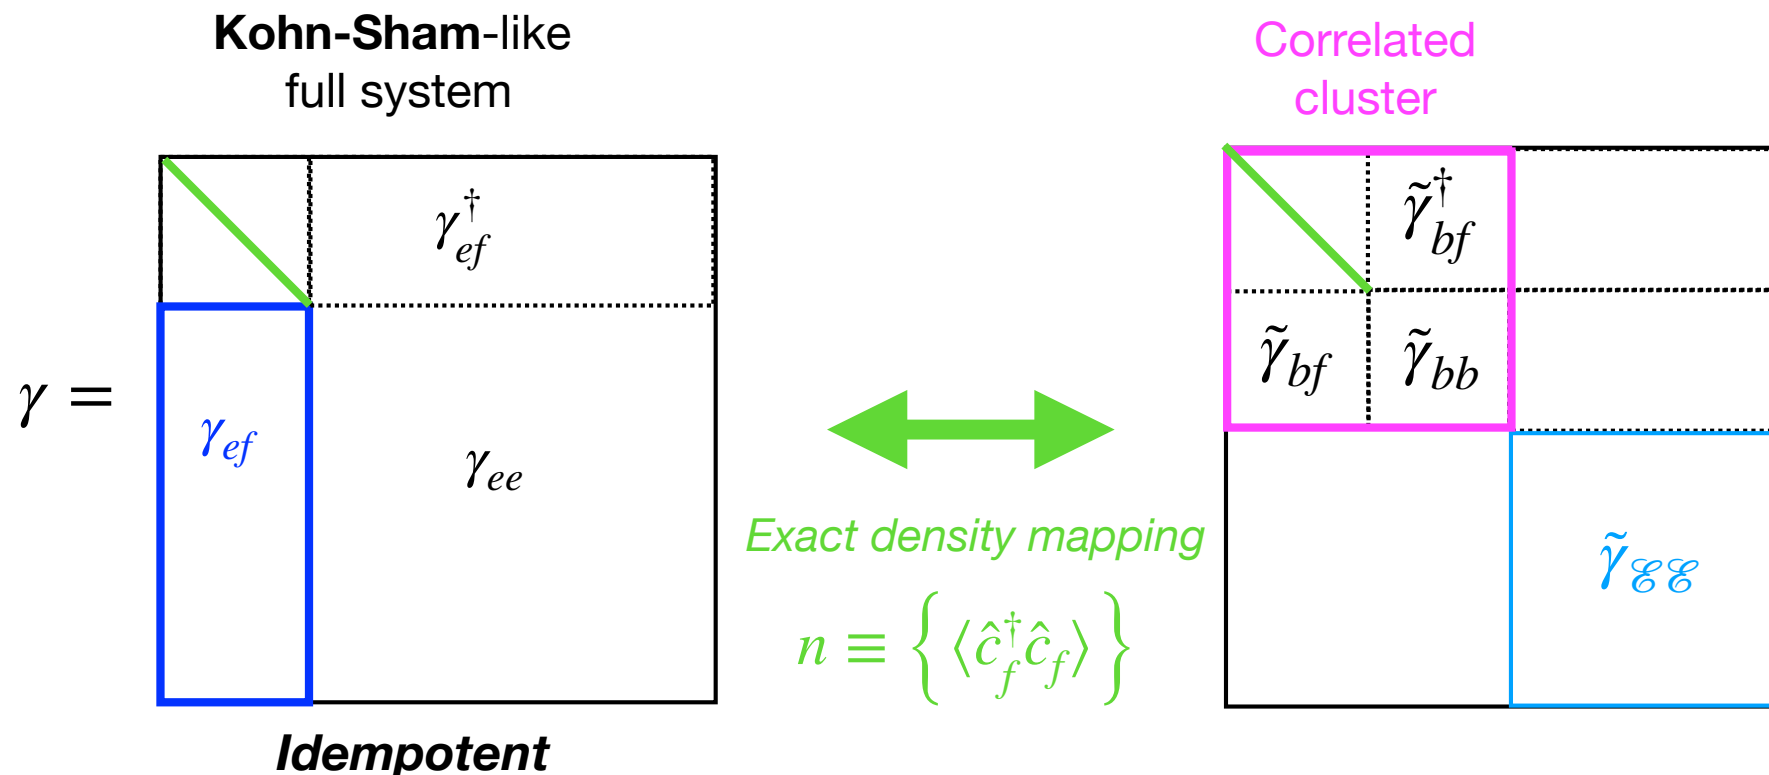 Kohn-Sham-like
full system
Correlated
cluster
γ =
γ†ef
γef
γee
γ̃†bf
γ̃bf
γ̃bb
γ̃ℰℰ
Exact density mapping
n ≡ { ⟨ĉ†f ĉf⟩ }
Idempotent